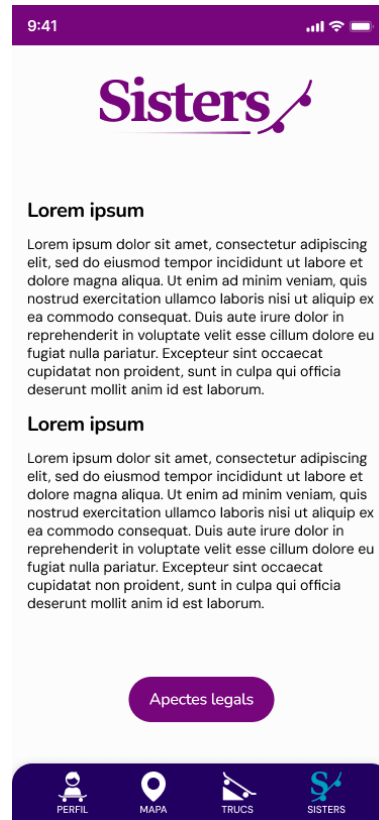 9:41
Sisters
Lorem ipsum
Lorem ipsum dolor sit amet, consectetur adipiscing
elit, sed do eiusmod tempor incididunt ut labore et
dolore magna aliqua. Ut enim ad minim veniam, quis
nostrud exercitation ullamco laboris nisi ut aliquip ex
ea commodo consequat. Duis aute irure dolor in
reprehenderit in voluptate velit esse cillum dolore eu
fugiat nulla pariatur. Excepteur sint occaecat
cupidatat non proident, sunt in culpa qui officia
deserunt mollit anim id est laborum.
Lorem ipsum
Lorem ipsum dolor sit amet, consectetur adipiscing
elit, sed do eiusmod tempor incididunt ut labore et
dolore magna aliqua. Ut enim ad minim veniam, quis
nostrud exercitation ullamco laboris nisi ut aliquip ex
ea commodo consequat. Duis aute irure dolor in
reprehenderit in voluptate velit esse cillum dolore eu
fugiat nulla pariatur. Excepteur sint occaecat
cupidatat non proident, sunt in culpa qui officia
deserunt mollit anim id est laborum.
Apectes legals
S
PERFIL MAPA TRUCS SISTERS